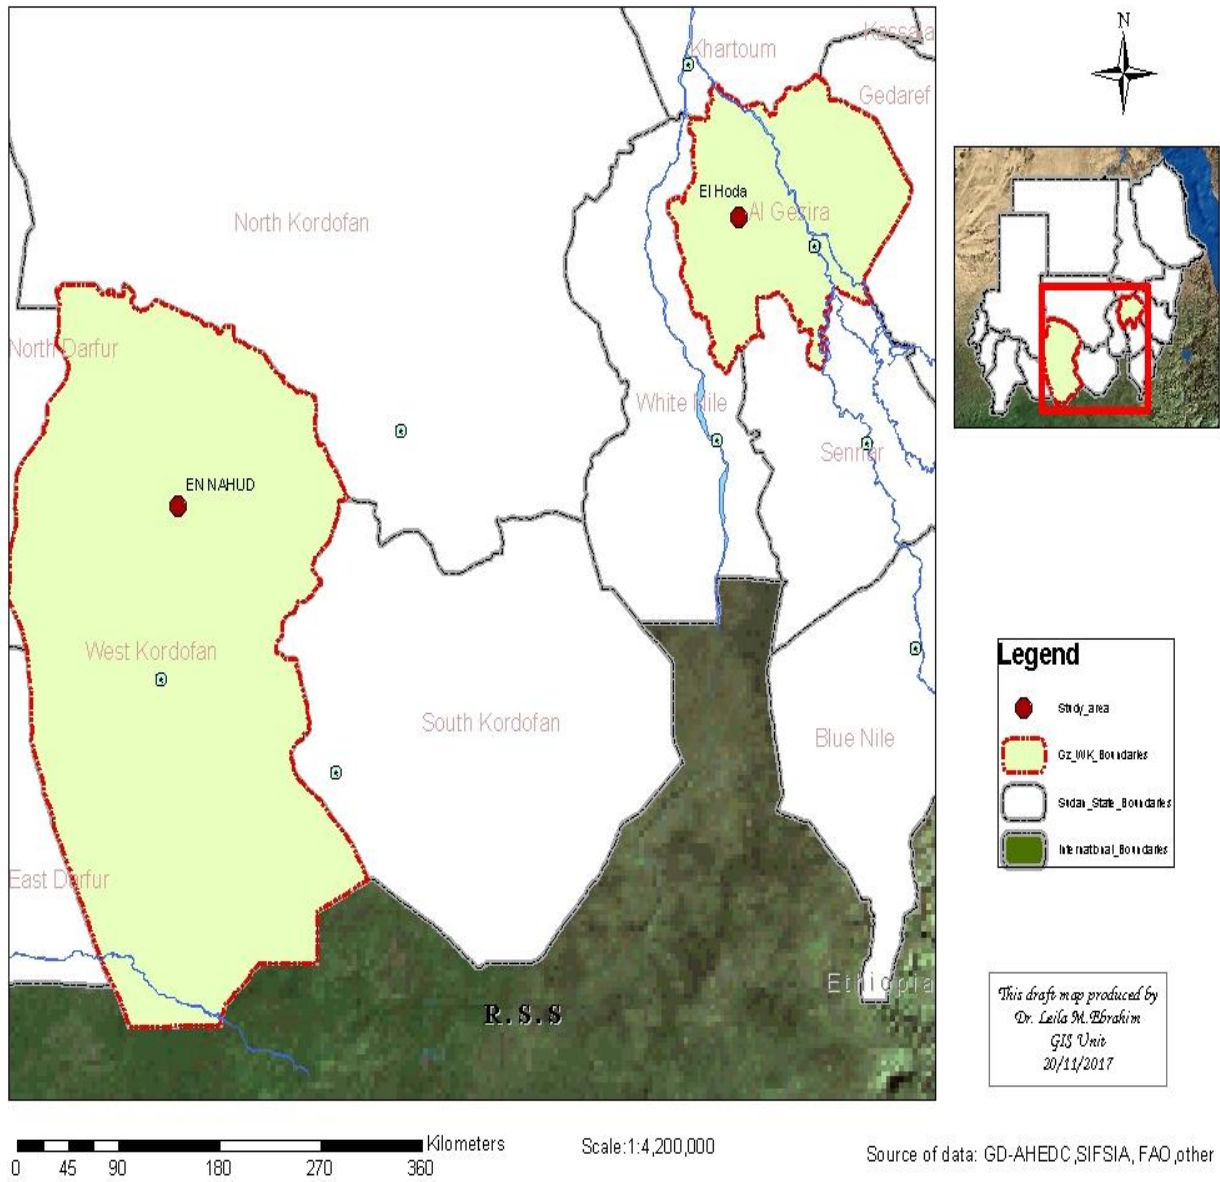 Khartoum
Kassala
Gedaref
N
El Hoda
Al Gezira
North Kordofan
North Darfur
White Nile
Sennar
EN NAHUD
West Kordofan
South Kordofan
Blue Nile
East Darfur
Ethiopia
R.S.S
Legend
Study_area
Gz_WK_Boundaries
Sudan_State_Boundaries
International_Boundaries
This draft map produced by
Dr. Leila M.Ebrahim
GIS Unit
20/11/2017
Kilometers
0 45 90 180 270 360
Scale:1:4,200,000
Source of data: GD-AHEDC,SIFSIA, FAO,other